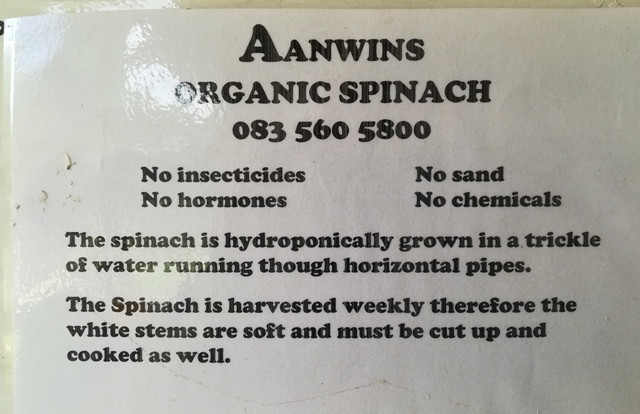 AANWINS
ORGANIC SPINACH
083 560 5800
No insecticides No sand
No hormones No chemicals
The spinach is hydroponically grown in a trickle
of water running though horizontal pipes.
The Spinach is harvested weekly therefore the
white stems are soft and must be cut up and
cooked as well.